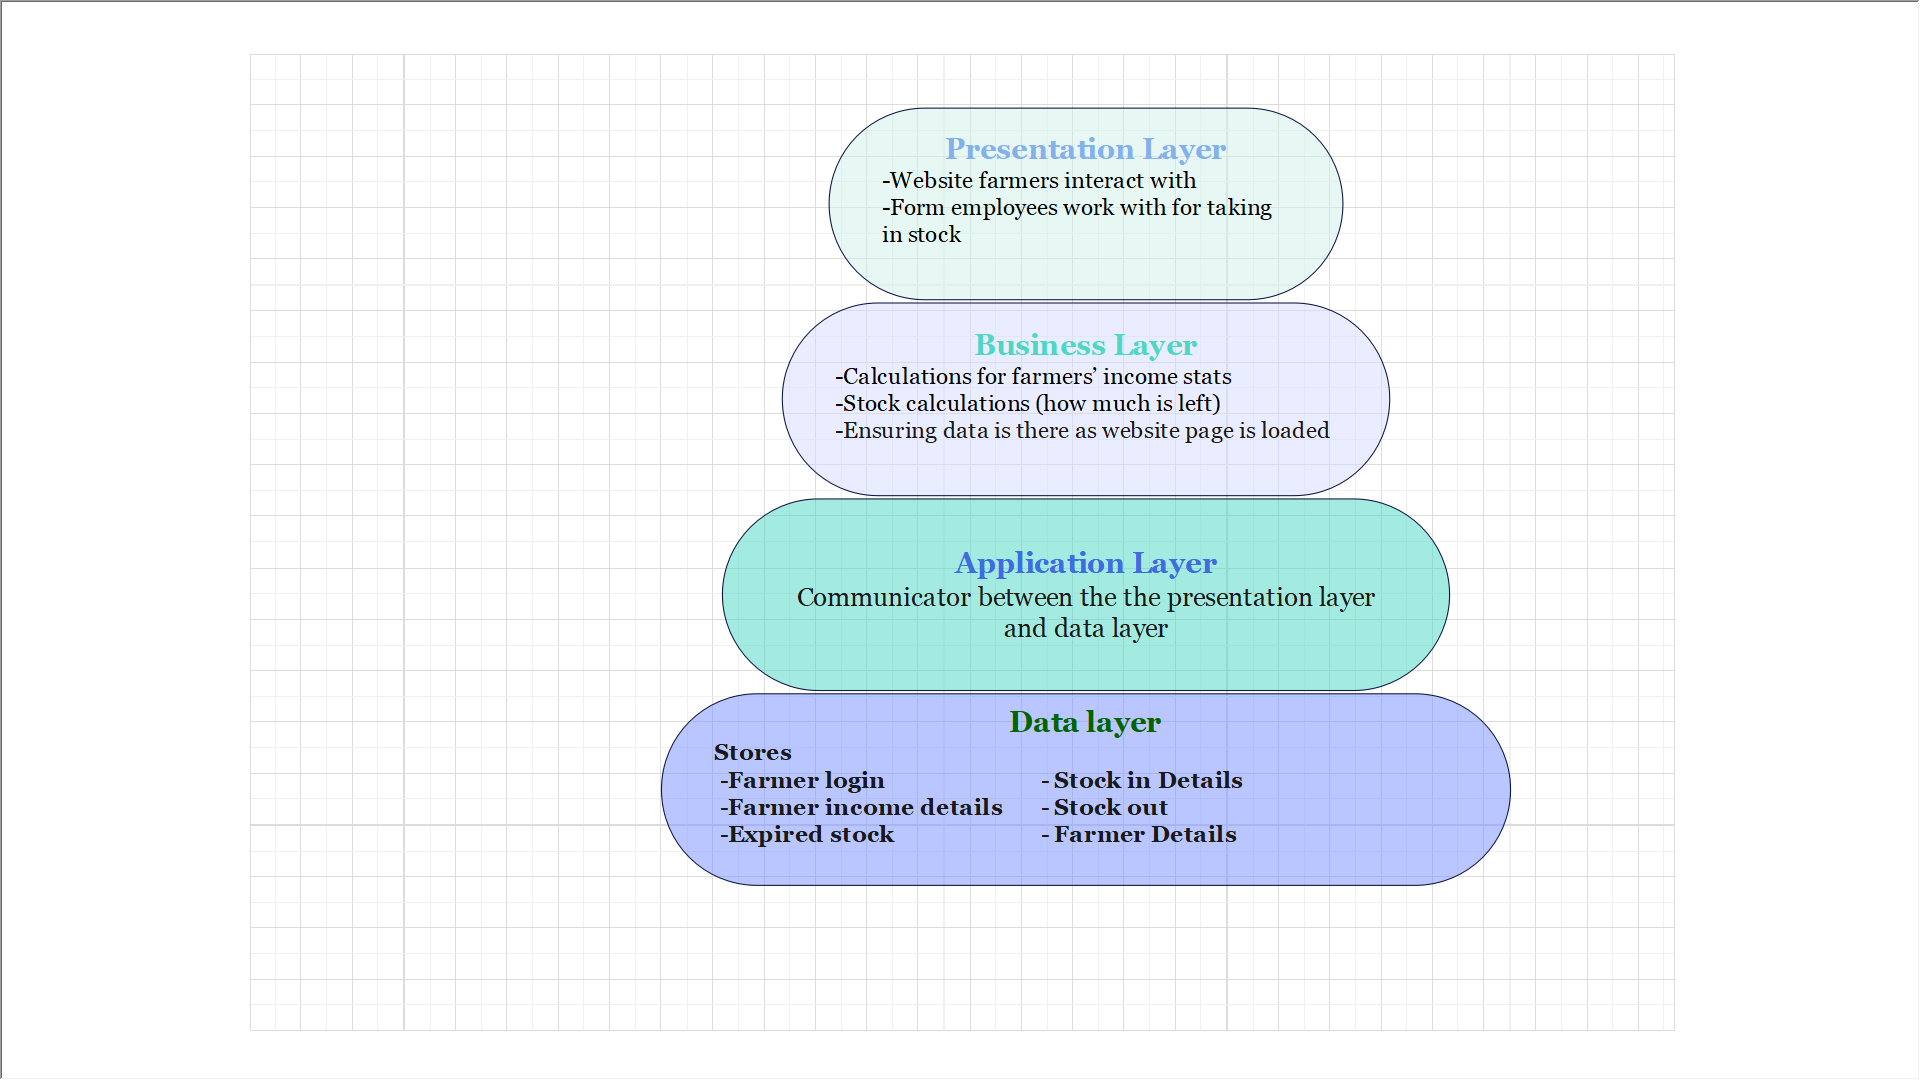 Presentation Layer
-Website farmers interact with
-Form employees work with for taking
in stock
Business Layer
-Calculations for farmers’ income stats
-Stock calculations (how much is left)
-Ensuring data is there as website page is loaded
Application Layer
Communicator between the the presentation layer
and data layer
Data layer
Stores
-Farmer login
-Farmer income details
-Expired stock
- Stock in Details
- Stock out
- Farmer Details